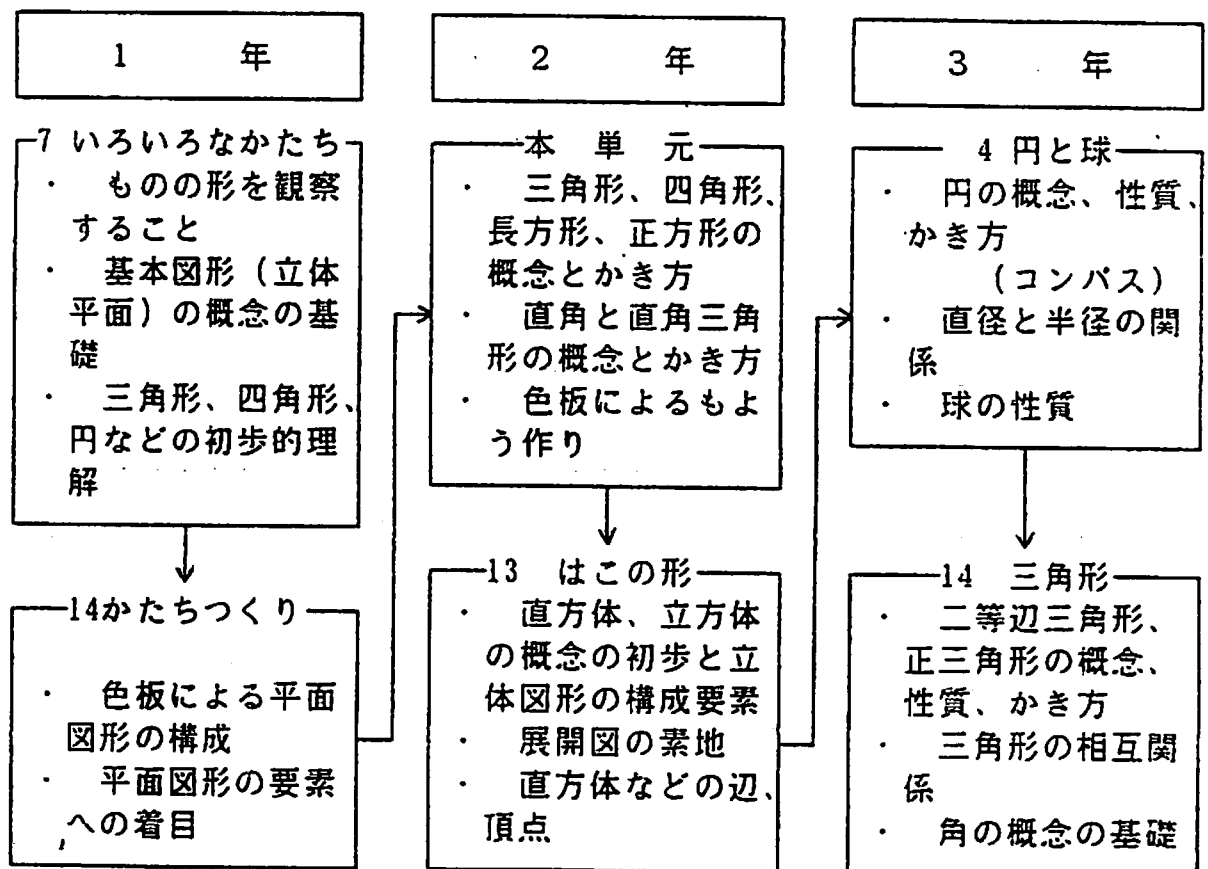 1 年
7 いろいろなかたち
・ ものの形を観察
すること
・ 基本図形（立体
平面）の概念の基
礎
・ 三角形、四角形、
円などの初歩的理
解
14かたちつくり
・ 色板による平面
図形の構成
・ 平面図形の要素
への着目
2 年
本 単 元
・ 三角形、四角形、
長方形、正方形の
概念とかき方
・ 直角と直角三角
形の概念とかき方
・ 色板によるもよ
う作り
13 はこの形
・ 直方体、立方体
の概念の初歩と立
体図形の構成要素
・ 展開図の素地
・ 直方体などの辺、
頂点
3 年
4 円と球
・ 円の概念、性質、
かき方
（コンパス）
・ 直径と半径の関
係
・ 球の性質
14 三角形
・ 二等辺三角形、
正三角形の概念、
性質、かき方
・ 三角形の相互関
係
・ 角の概念の基礎